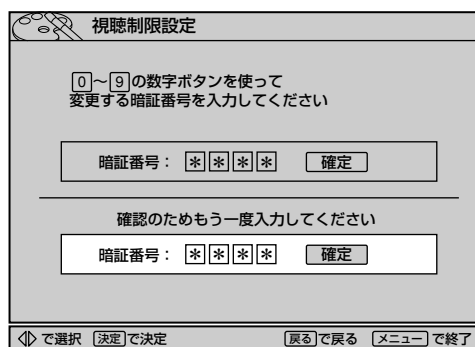 視聴制限設定
0～9の数字ボタンを使って
変更する暗証番号を入力してください
暗証番号： ＊＊＊＊ 確定
確認のためもう一度入力してください
暗証番号： ＊＊＊＊ 確定
で選択 決定で決定 戻るで戻る メニューで終了